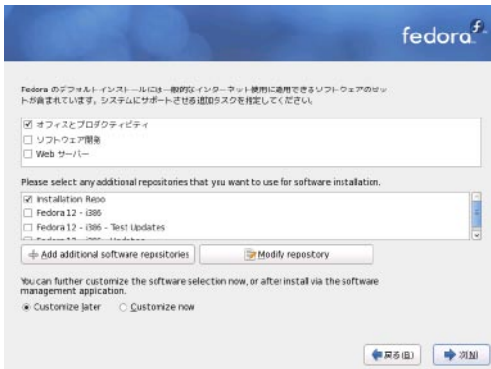 fedora
Fedora のデフォルトインストールには一般的なインターネット使用に適用できるソフトウェアのセッ
トが含まれています。システムにサポートさせる追加タスクを指定してください。
オフィスとプロダクティビティ
ソフトウェア開発
Web サーバー
Please select any additional repositories that you want to use for software installation.
Installation Repo
Fedora 12 - i386
Fedora 12 - i386 - Test Updates
Fedora 12 - i386 - Updates
Add additional software repositories
Modify repository
You can further customize the software selection now, or after install via the software
management application.
Customize later
Customize now
戻る(B)
次(N)